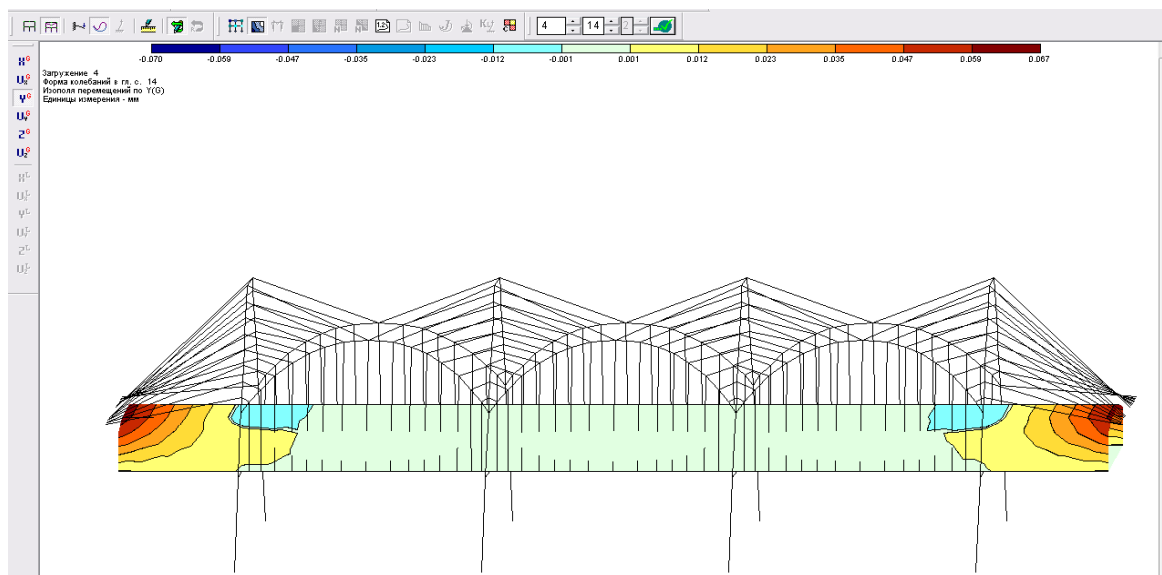 4 14 2
-0.070 -0.059 -0.047 -0.035 -0.023 -0.012 -0.001 0.001 0.012 0.023 0.035 0.047 0.059 0.067
Загружение 4
Форма колебаний в гл. с. 14
Изополя перемещений по Y(G)
Единицы измерения - мм
X G
U X G
Y G
U Y G
Z G
U Z G
X L
U X L
Y L
U Y L
Z L
U Z L